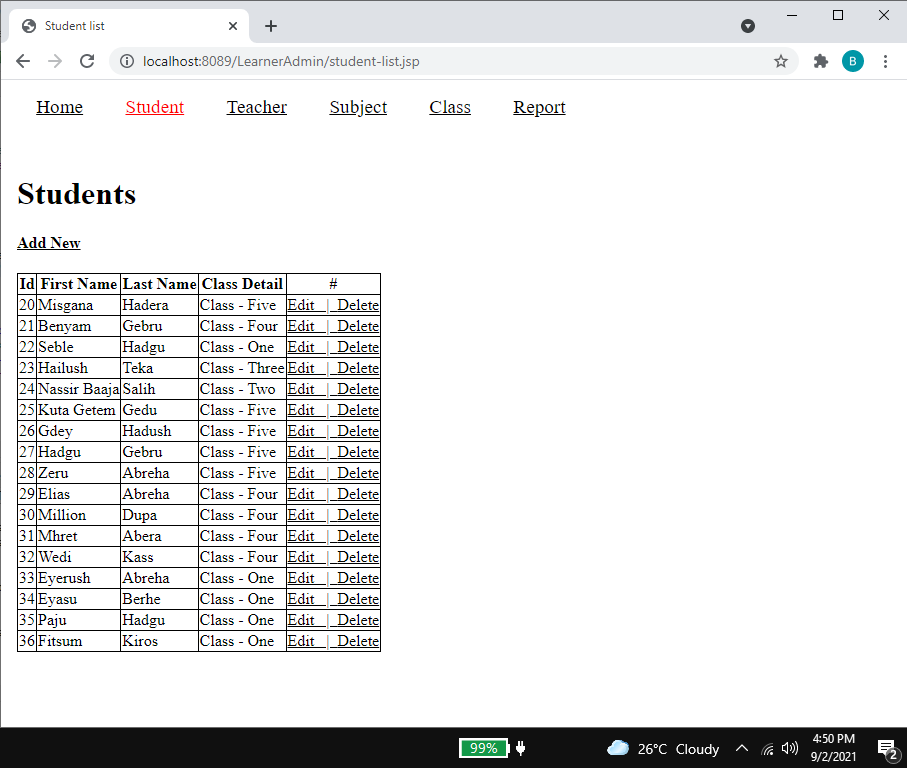 Student list
localhost:8089/LearnerAdmin/student-list.jsp
B
Home Student Teacher Subject Class Report
Students
Add New
Id First Name Last Name Class Detail #
20 Misgana Hadera Class - Five Edit | Delete
21 Benyam Gebru Class - Four Edit | Delete
22 Seble Hadgu Class - One Edit | Delete
23 Hailush Teka Class - Three Edit | Delete
24 Nassir Baaja Salih Class - Two Edit | Delete
25 Kuta Getem Gedu Class - Five Edit | Delete
26 Gdey Hadush Class - Five Edit | Delete
27 Hadgu Gebru Class - Five Edit | Delete
28 Zeru Abreha Class - Five Edit | Delete
29 Elias Abreha Class - Four Edit | Delete
30 Million Dupa Class - Four Edit | Delete
31 Mhret Abera Class - Four Edit | Delete
32 Wedi Kass Class - Four Edit | Delete
33 Eyerush Abreha Class - One Edit | Delete
34 Eyasu Berhe Class - One Edit | Delete
35 Paju Hadgu Class - One Edit | Delete
36 Fitsum Kiros Class - One Edit | Delete
99% 26°C Cloudy 4:50 PM
9/2/2021 2